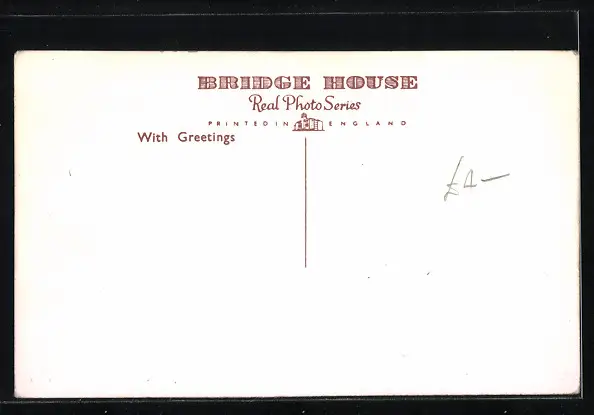 BRIDGE HOUSE
Real Photo Series
PRINTED IN ENGLAND
With Greetings
£4—